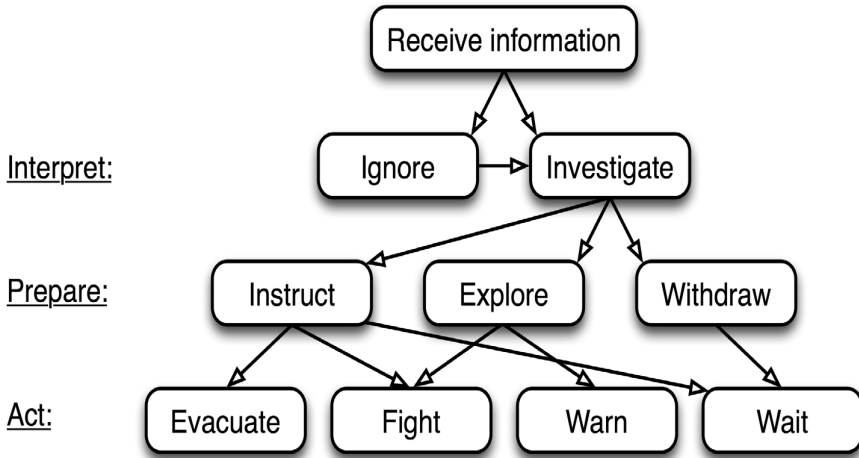 Receive information
Interpret:
Ignore
Investigate
Prepare:
Instruct
Explore
Withdraw
Act:
Evacuate
Fight
Warn
Wait